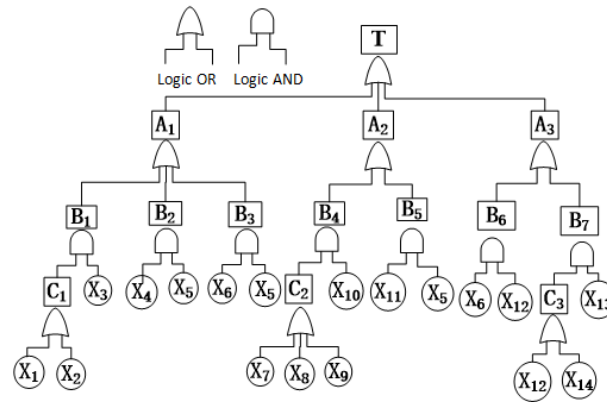 T
Logic OR Logic AND
A₁ A₂ A₃
B₁ B₂ B₃ B₄ B₅ B₆ B₇
C₁ X₃ X₄ X₅ X₆ X₅ C₂ X₁₀ X₁₁ X₅ X₆ X₁₂ C₃ X₁₃
X₁ X₂ X₇ X₈ X₉ X₁₂ X₁₄